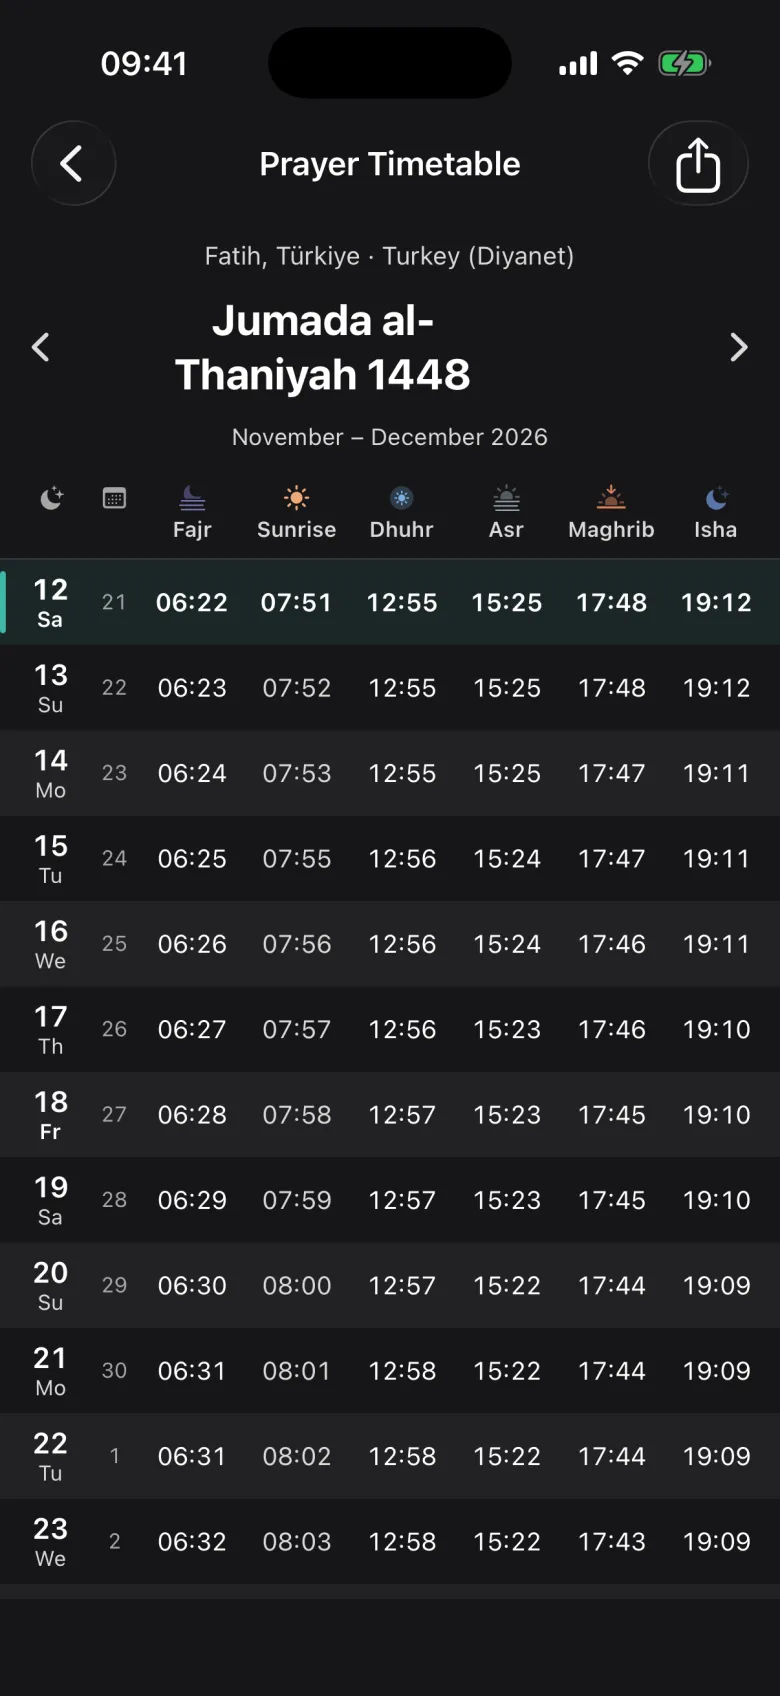 09:41
Prayer Timetable
Fatih, Türkiye · Turkey (Diyanet)
Jumada al-
Thaniyah 1448
November – December 2026
Fajr Sunrise Dhuhr Asr Maghrib Isha
12 Sa 21 06:22 07:51 12:55 15:25 17:48 19:12
13 Su 22 06:23 07:52 12:55 15:25 17:48 19:12
14 Mo 23 06:24 07:53 12:55 15:25 17:47 19:11
15 Tu 24 06:25 07:55 12:56 15:24 17:47 19:11
16 We 25 06:26 07:56 12:56 15:24 17:46 19:11
17 Th 26 06:27 07:57 12:56 15:23 17:46 19:10
18 Fr 27 06:28 07:58 12:57 15:23 17:45 19:10
19 Sa 28 06:29 07:59 12:57 15:23 17:45 19:10
20 Su 29 06:30 08:00 12:57 15:22 17:44 19:09
21 Mo 30 06:31 08:01 12:58 15:22 17:44 19:09
22 Tu 1 06:31 08:02 12:58 15:22 17:44 19:09
23 We 2 06:32 08:03 12:58 15:22 17:43 19:09